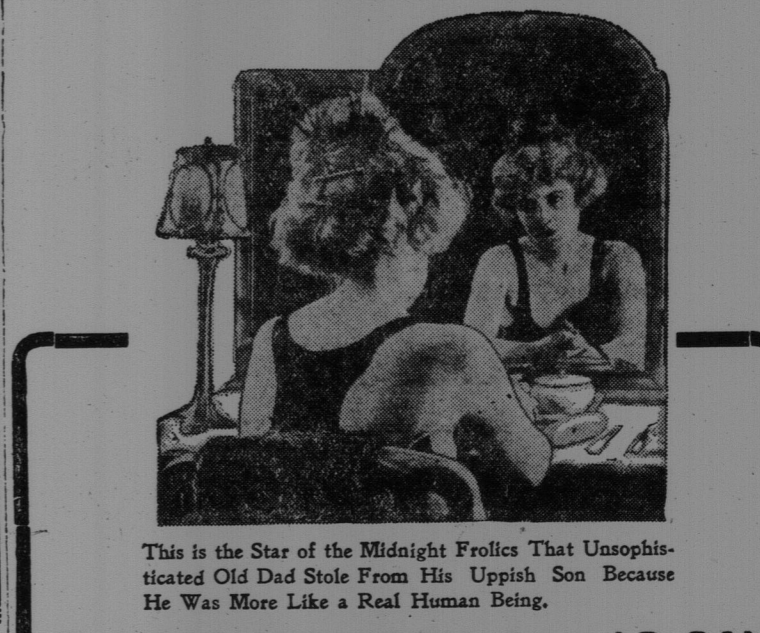 This is the Star of the Midnight Frolics That Unsophis-
ticated Old Dad Stole From His Uppish Son Because
He Was More Like a Real Human Being.